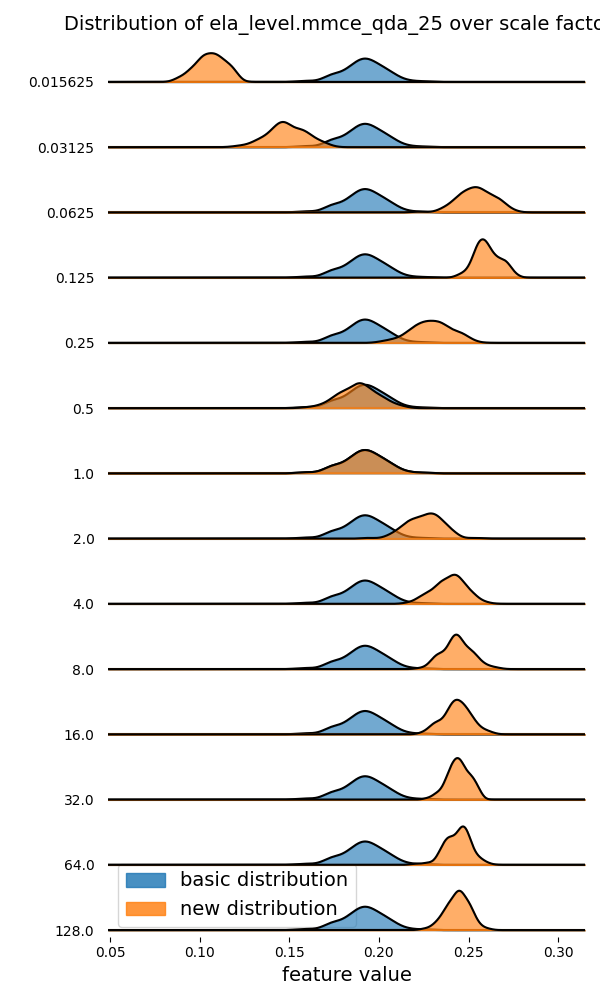 Distribution of ela_level.mmce_qda_25 over scale facto
0.015625
0.03125
0.0625
0.125
0.25
0.5
1.0
2.0
4.0
8.0
16.0
32.0
64.0
basic distribution
new distribution
128.0
0.05 0.10 0.15 0.20 0.25 0.30
feature value